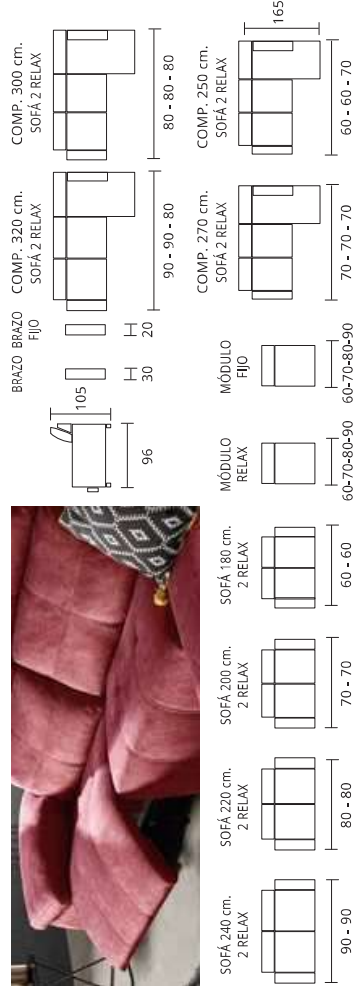 105
96
BRAZO
30
BRAZO
FIJO
20
COMP. 320 cm.
SOFÁ 2 RELAX
90 - 90 - 80
COMP. 300 cm.
SOFÁ 2 RELAX
80 - 80 - 80
SOFÁ 240 cm.
2 RELAX
90 - 90
SOFÁ 220 cm.
2 RELAX
80 - 80
SOFÁ 200 cm.
2 RELAX
70 - 70
SOFÁ 180 cm.
2 RELAX
60 - 60
MÓDULO
RELAX
60-70-80-90
MÓDULO
FIJO
60-70-80-90
COMP. 270 cm.
SOFÁ 2 RELAX
70 - 70 - 70
COMP. 250 cm.
SOFÁ 2 RELAX
60 - 60 - 70
165